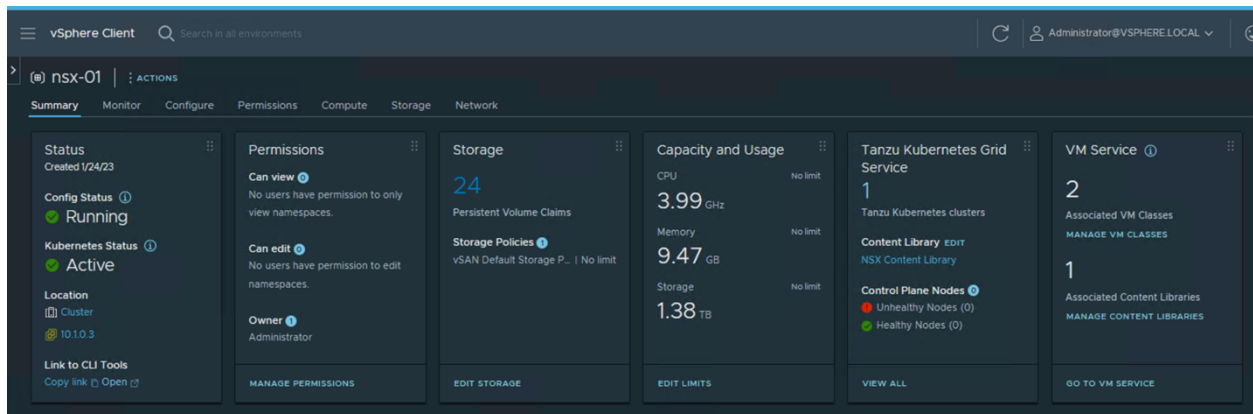 vSphere Client
Search in all environments
Administrator@VSPHERE.LOCAL
nsx-01
ACTIONS
Summary
Monitor
Configure
Permissions
Compute
Storage
Network
Status
Created 1/24/23
Config Status
Running
Kubernetes Status
Active
Location
Cluster
10.1.0.3
Link to CLI Tools
Copy link Open
Permissions
Can view 0
No users have permission to only
view namespaces.
Can edit 0
No users have permission to edit
namespaces.
Owner 1
Administrator
MANAGE PERMISSIONS
Storage
24
Persistent Volume Claims
Storage Policies 1
vSAN Default Storage P... | No limit
EDIT STORAGE
Capacity and Usage
CPU No limit
3.99 GHz
Memory No limit
9.47 GB
Storage No limit
1.38 TB
EDIT LIMITS
Tanzu Kubernetes Grid
Service
1
Tanzu Kubernetes clusters
Content Library EDIT
NSX Content Library
Control Plane Nodes 0
Unhealthy Nodes (0)
Healthy Nodes (0)
VIEW ALL
VM Service
2
Associated VM Classes
MANAGE VM CLASSES
1
Associated Content Libraries
MANAGE CONTENT LIBRARIES
GO TO VM SERVICE